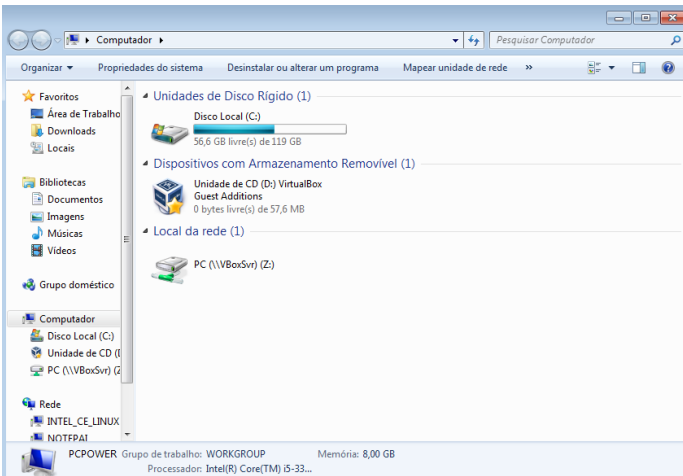 Computador
Pesquisar Computador
Organizar
Propriedades do sistema
Desinstalar ou alterar um programa
Mapear unidade de rede
»
Favoritos
Área de Trabalho
Downloads
Locais
Bibliotecas
Documentos
Imagens
Músicas
Vídeos
Grupo doméstico
Computador
Disco Local (C:)
Unidade de CD (D
PC (\\VBoxSvr) (Z
Rede
INTEL_CE_LINUX
NOTEPAI
Unidades de Disco Rígido (1)
Disco Local (C:)
56,6 GB livre(s) de 119 GB
Dispositivos com Armazenamento Removível (1)
Unidade de CD (D:) VirtualBox
Guest Additions
0 bytes livre(s) de 57,6 MB
Local da rede (1)
PC (\\VBoxSvr) (Z:)
PCPOWER Grupo de trabalho: WORKGROUP Memória: 8,00 GB
Processador: Intel(R) Core(TM) i5-33...